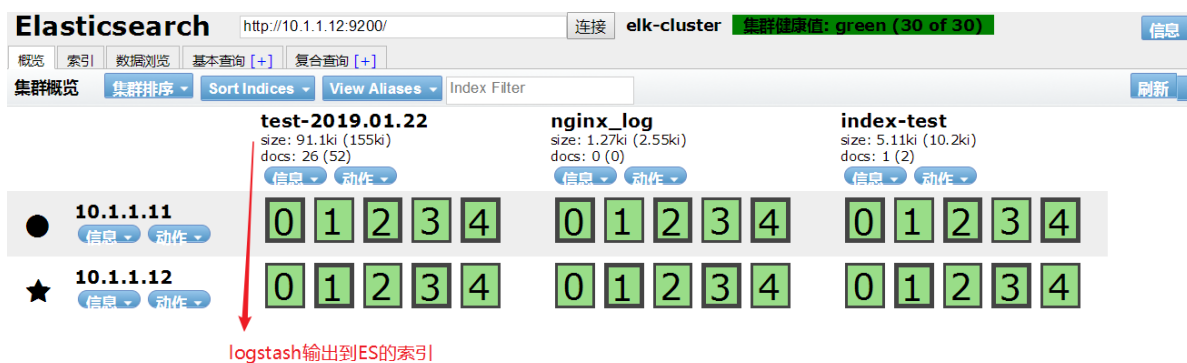 Elasticsearch http://10.1.1.12:9200/ 连接 elk-cluster 集群健康值: green (30 of 30) 信息
概览 索引 数据浏览 基本查询 [+] 复合查询 [+]
集群概览 集群排序 Sort Indices View Aliases Index Filter 刷新
test-2019.01.22 nginx_log index-test
size: 91.1ki (155ki) size: 1.27ki (2.55ki) size: 5.11ki (10.2ki)
docs: 26 (52) docs: 0 (0) docs: 1 (2)
信息 动作 信息 动作 信息 动作
10.1.1.11 0 1 2 3 4 0 1 2 3 4 0 1 2 3 4
信息 动作
10.1.1.12 0 1 2 3 4 0 1 2 3 4 0 1 2 3 4
信息 动作
logstash输出到ES的索引